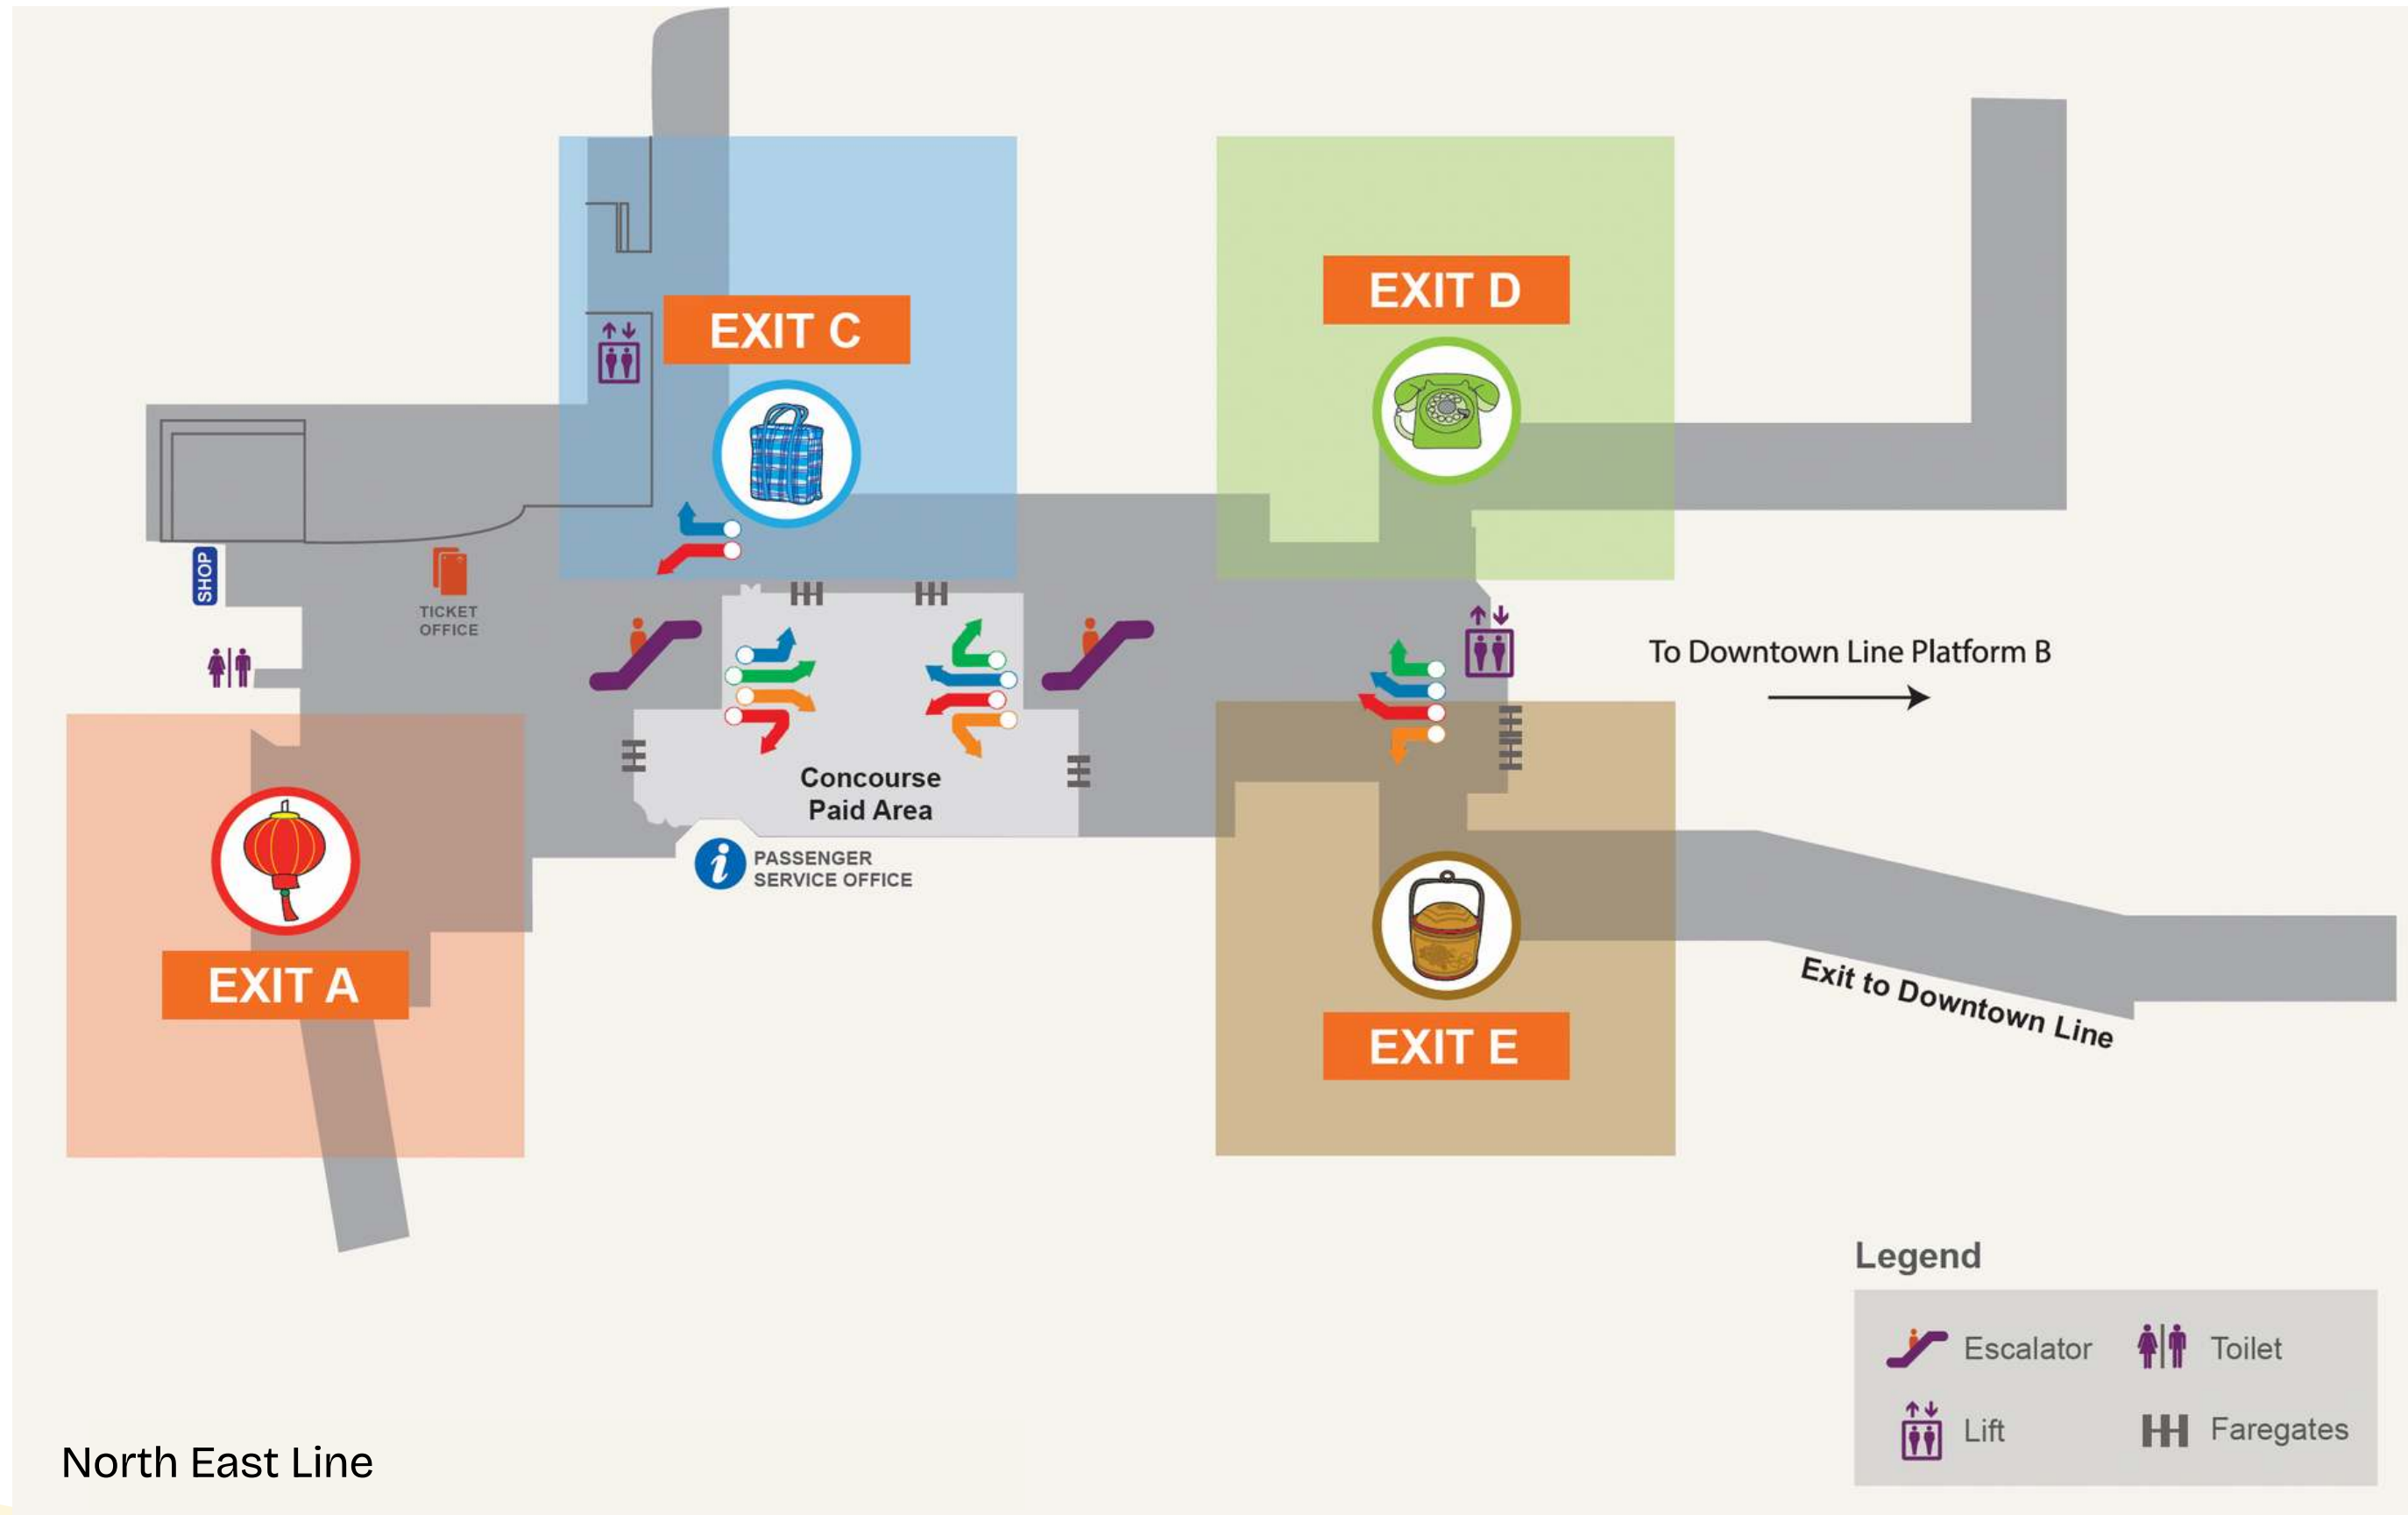 EXIT C
EXIT D
SHOP
TICKET
OFFICE
To Downtown Line Platform B
Concourse
Paid Area
i
PASSENGER
SERVICE OFFICE
EXIT A
EXIT E
Exit to Downtown Line
Legend
Escalator
Toilet
Lift
Faregates
North East Line